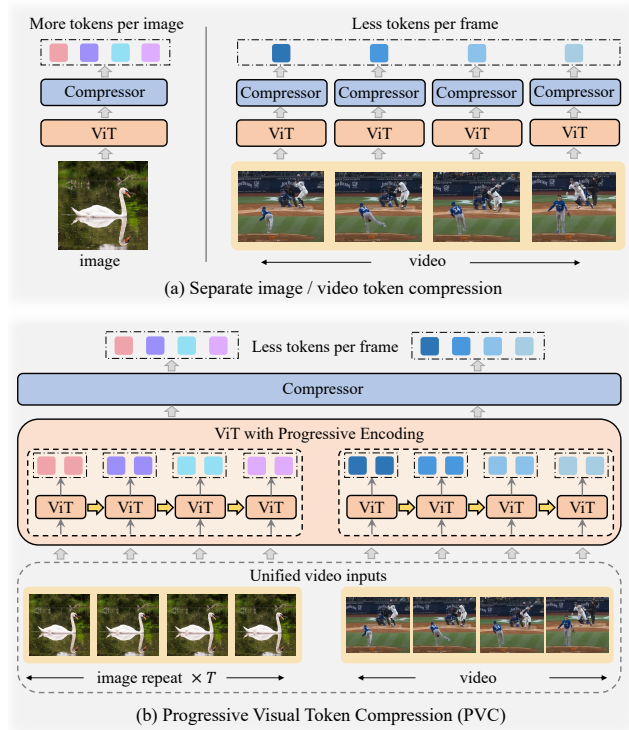 More tokens per image
Less tokens per frame
Compressor
Compressor
Compressor
Compressor
Compressor
ViT
ViT
ViT
ViT
ViT
image
video
(a) Separate image / video token compression
Less tokens per frame
Compressor
ViT with Progressive Encoding
ViT
ViT
ViT
ViT
ViT
ViT
ViT
ViT
Unified video inputs
image repeat × T
video
(b) Progressive Visual Token Compression (PVC)